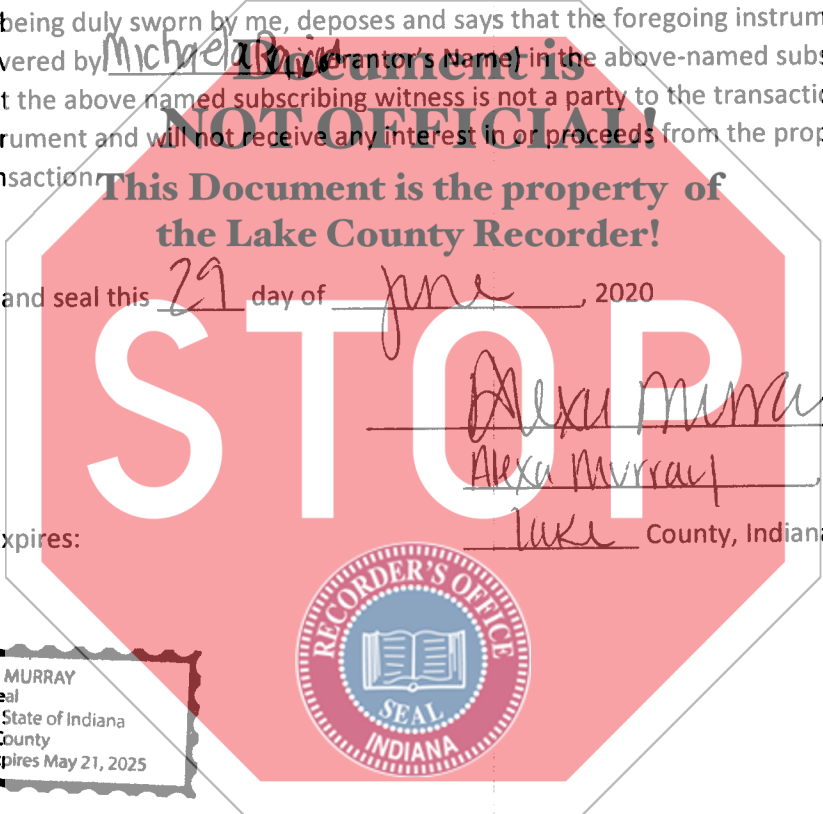 being duly sworn by me, deposes and says that the foregoing instrum
vered by Michael (Grantor's Name) in the above-named subs
t the above named subscribing witness is not a party to the transactio
rument and will not receive any interest in or proceeds from the prop
nsaction.
Document is
NOT OFFICIAL!
This Document is the property of
the Lake County Recorder!
and seal this 29 day of june, 2020
STOP
Alexa Murra
Alexa Murray,
xpires:
Lake County, Indiana
RECORDER'S OFFICE
SEAL
INDIANA
MURRAY
eal
State of Indiana
County
pires May 21, 2025